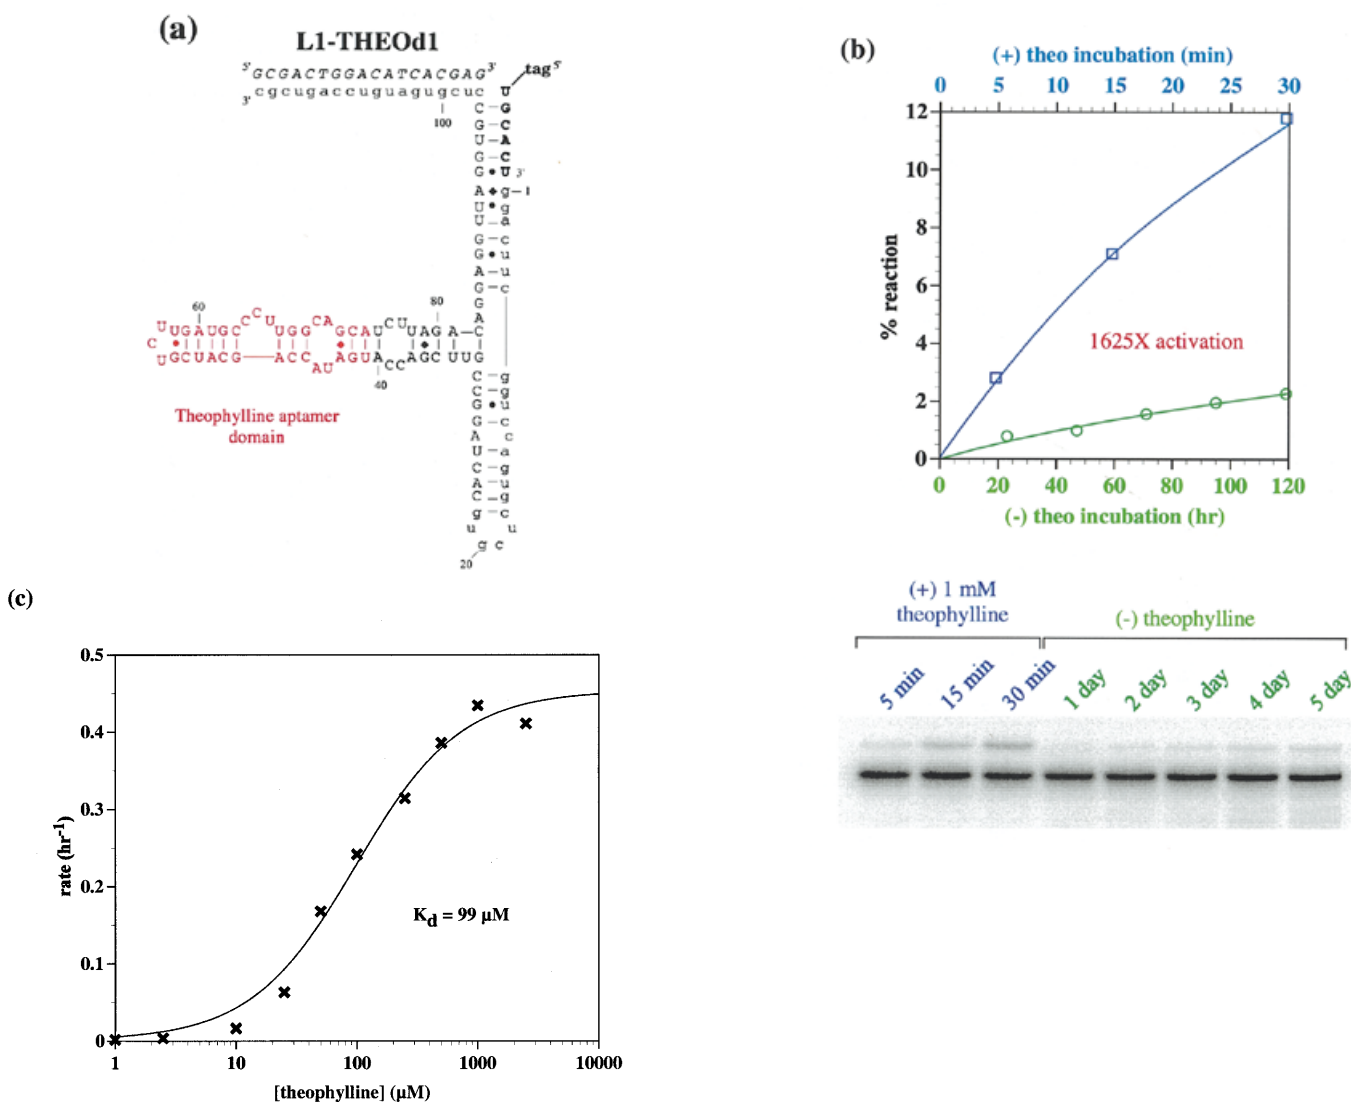 (a)
L1-THEOd1
5' GCGACTGGACATCACGAG 3'
tag 5'
3' cgcugaccuguagugcuc
100
U
C – G
G – C
U – A
G – C
G • U 3'
A • g – 1
U • g
U – a
G – c
G • u
A – u
G c
G
60
80
C U U G A U G C C C U U G G C A G C A U C U U A G A – C
U C G U A C G A C C A U A G U A C C A G C U U G
40
C – g
C – g
G • u
G – c
A c
U – a
C – g
A – u
C – g
g – c
u u
g c
20
Theophylline aptamer
domain
(b)
(+) theo incubation (min)
0 5 10 15 20 25 30
12
10
8
6
4
2
0
% reaction
1625X activation
0 20 40 60 80 100 120
(-) theo incubation (hr)
(+) 1 mM
theophylline
(-) theophylline
5 min 15 min 30 min 1 day 2 day 3 day 4 day 5 day
(c)
0.5
0.4
0.3
0.2
0.1
0
rate (hr-1)
Kd = 99 µM
1 10 100 1000 10000
[theophylline] (µM)